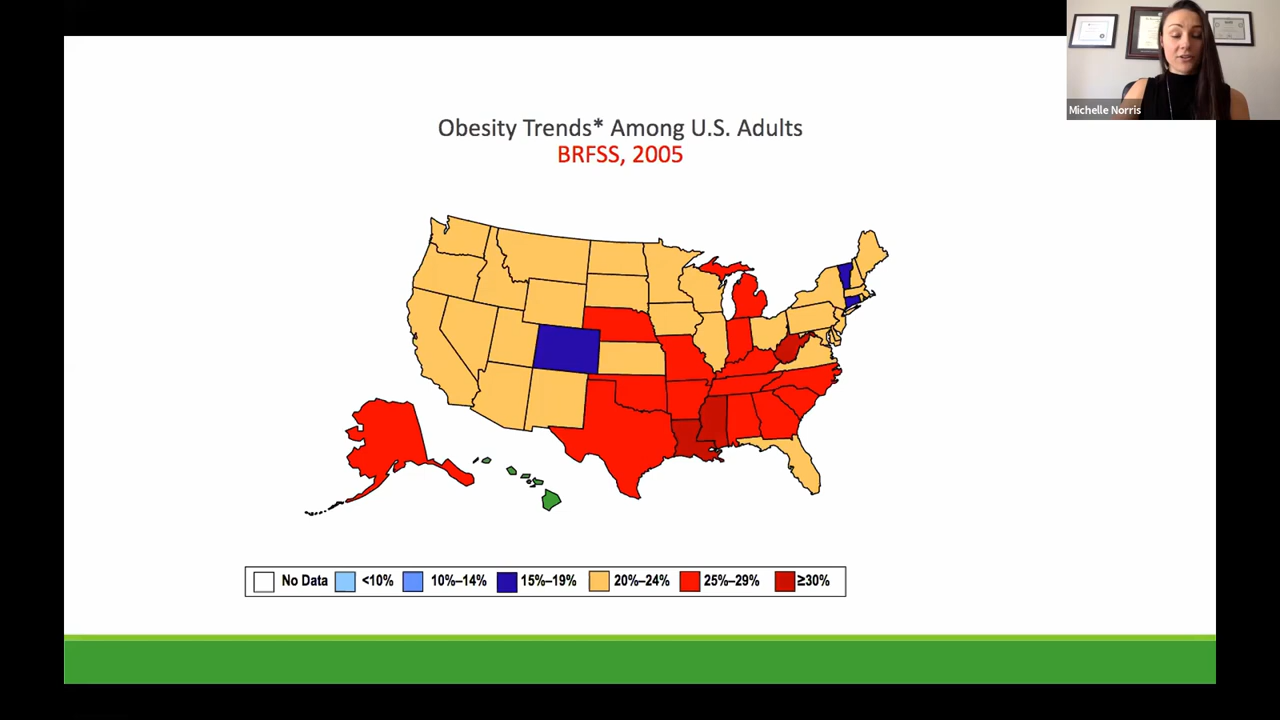 Michelle Norris
Obesity Trends* Among U.S. Adults
BRFSS, 2005
No Data <10% 10%–14% 15%–19% 20%–24% 25%–29% ≥30%